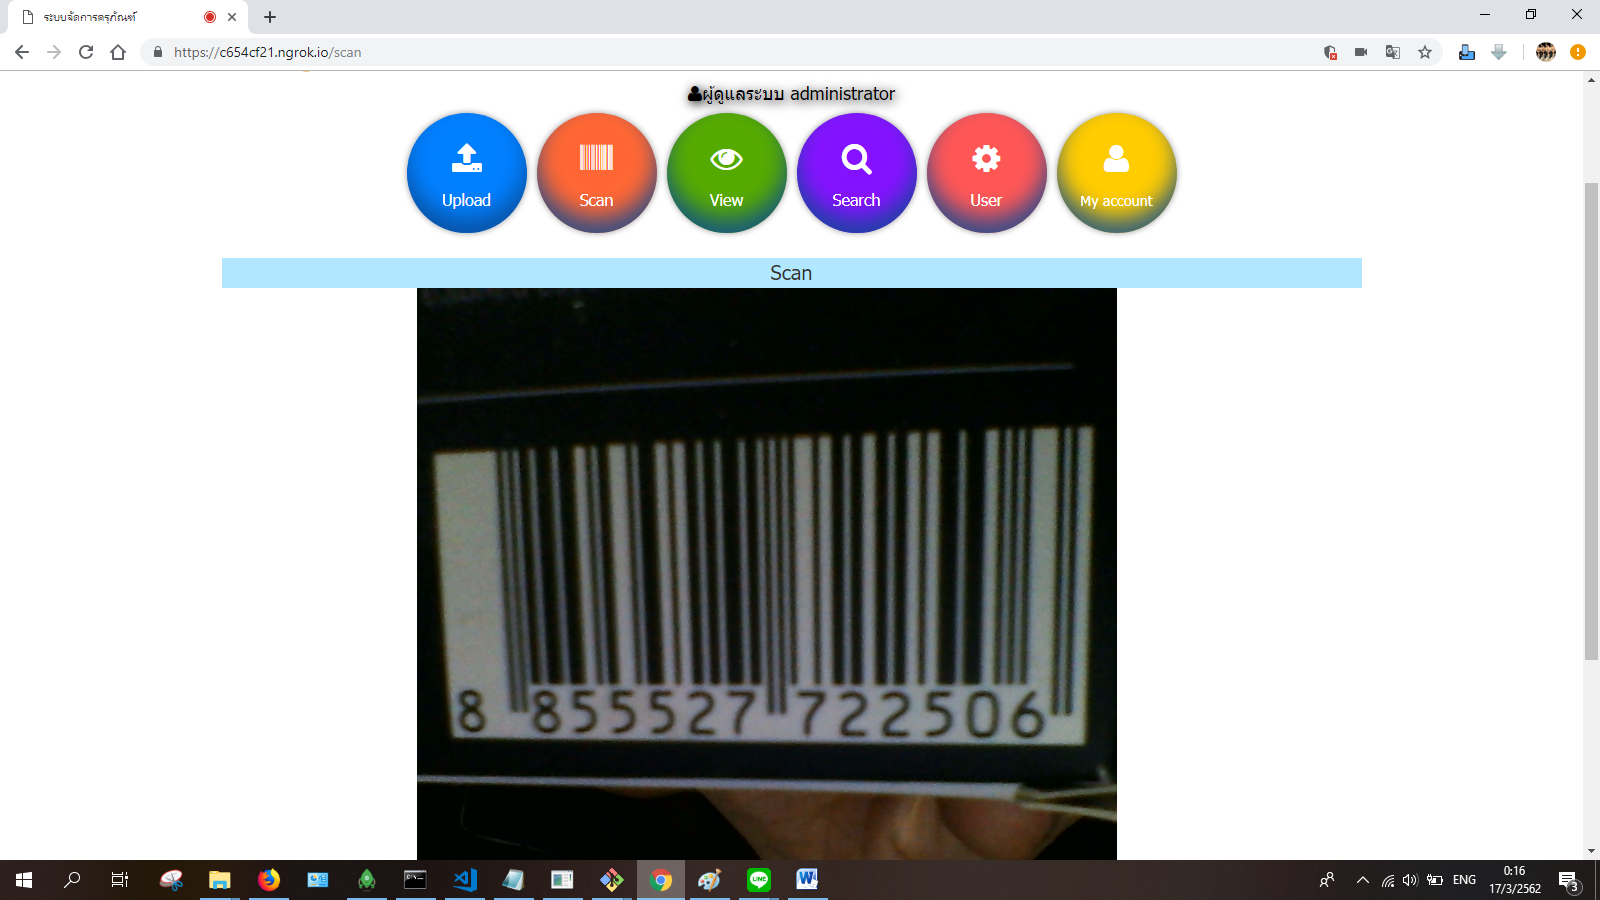 ระบบจัดการครุภัณฑ์
https://c654cf21.ngrok.io/scan
ผู้ดูแลระบบ administrator
Upload
Scan
View
Search
User
My account
Scan
8 855527 722506
ENG
0:16
17/3/2562
3
LINE